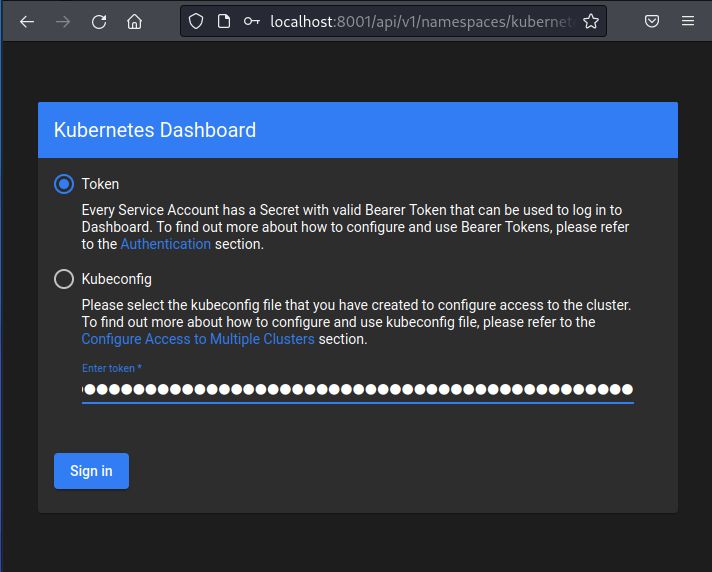 localhost:8001/api/v1/namespaces/kubernet
Kubernetes Dashboard
Token
Every Service Account has a Secret with valid Bearer Token that can be used to log in to
Dashboard. To find out more about how to configure and use Bearer Tokens, please refer
to the Authentication section.
Kubeconfig
Please select the kubeconfig file that you have created to configure access to the cluster.
To find out more about how to configure and use kubeconfig file, please refer to the
Configure Access to Multiple Clusters section.
Enter token *
Sign in